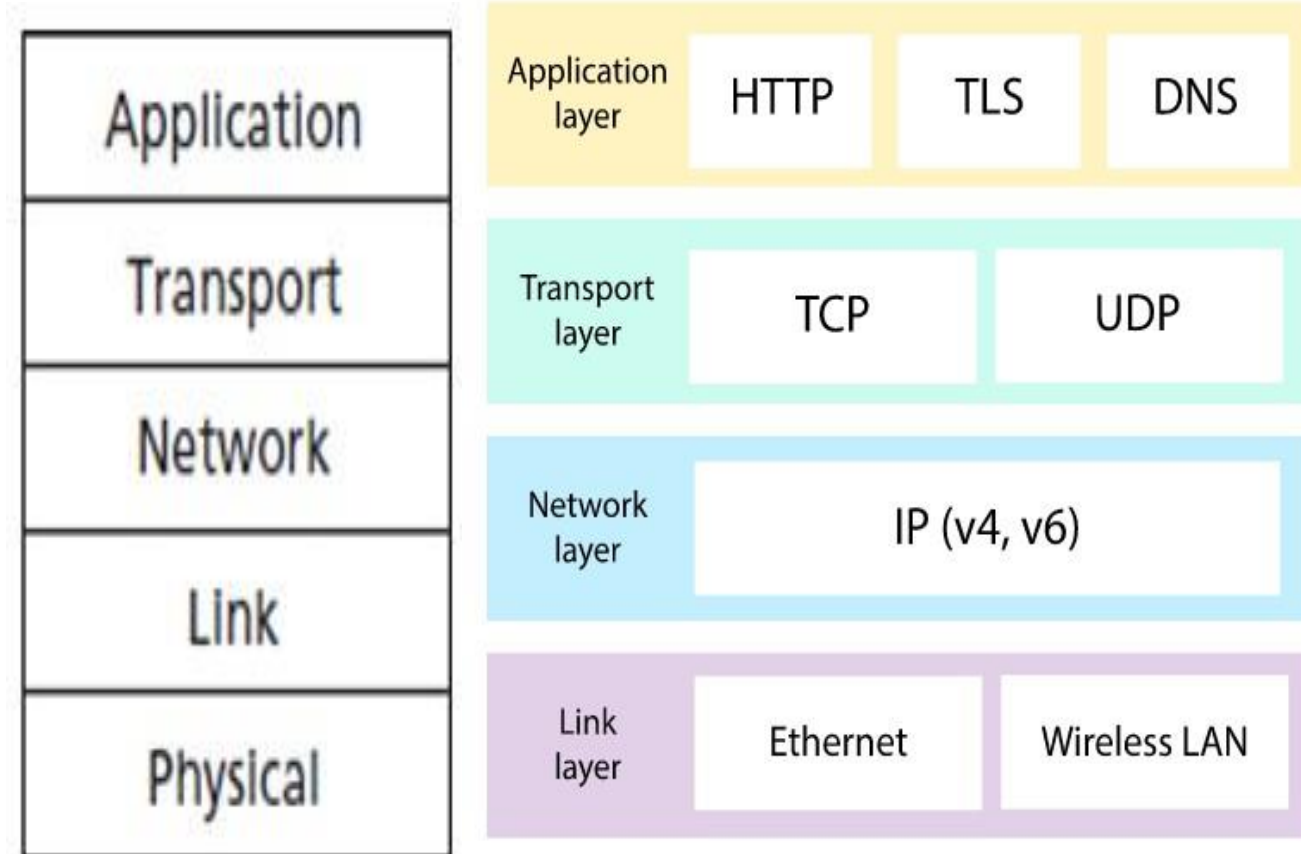 Application
Transport
Network
Link
Physical
Application
layer
HTTP
TLS
DNS
Transport
layer
TCP
UDP
Network
layer
IP (v4, v6)
Link
layer
Ethernet
Wireless LAN